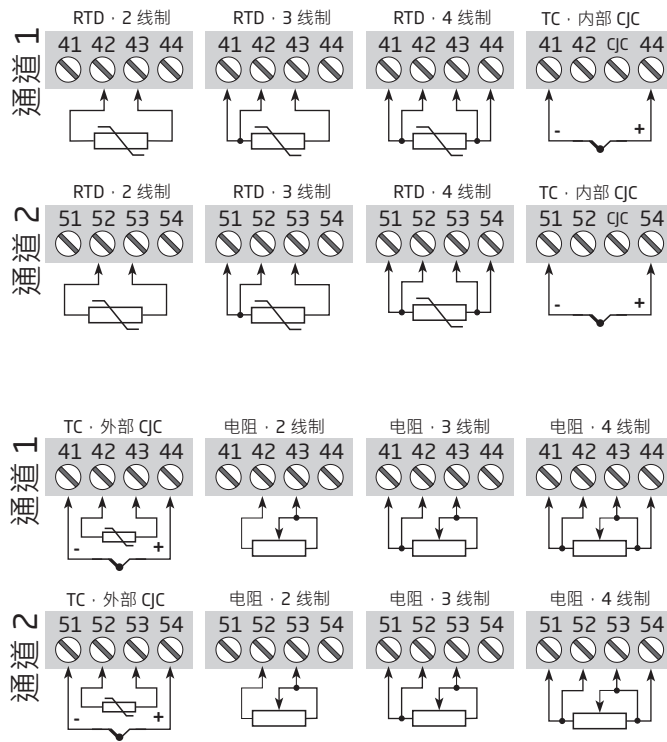 RTD · 2 线制 RTD · 3 线制 RTD · 4 线制 TC · 内部 CJC
通道 1
41 42 43 44 41 42 43 44 41 42 43 44 41 42 CJC 44
- +
RTD · 2 线制 RTD · 3 线制 RTD · 4 线制 TC · 内部 CJC
通道 2
51 52 53 54 51 52 53 54 51 52 53 54 51 52 CJC 54
- +
TC · 外部 CJC 电阻 · 2 线制 电阻 · 3 线制 电阻 · 4 线制
通道 1
41 42 43 44 41 42 43 44 41 42 43 44 41 42 43 44
- +
TC · 外部 CJC 电阻 · 2 线制 电阻 · 3 线制 电阻 · 4 线制
通道 2
51 52 53 54 51 52 53 54 51 52 53 54 51 52 53 54
- +